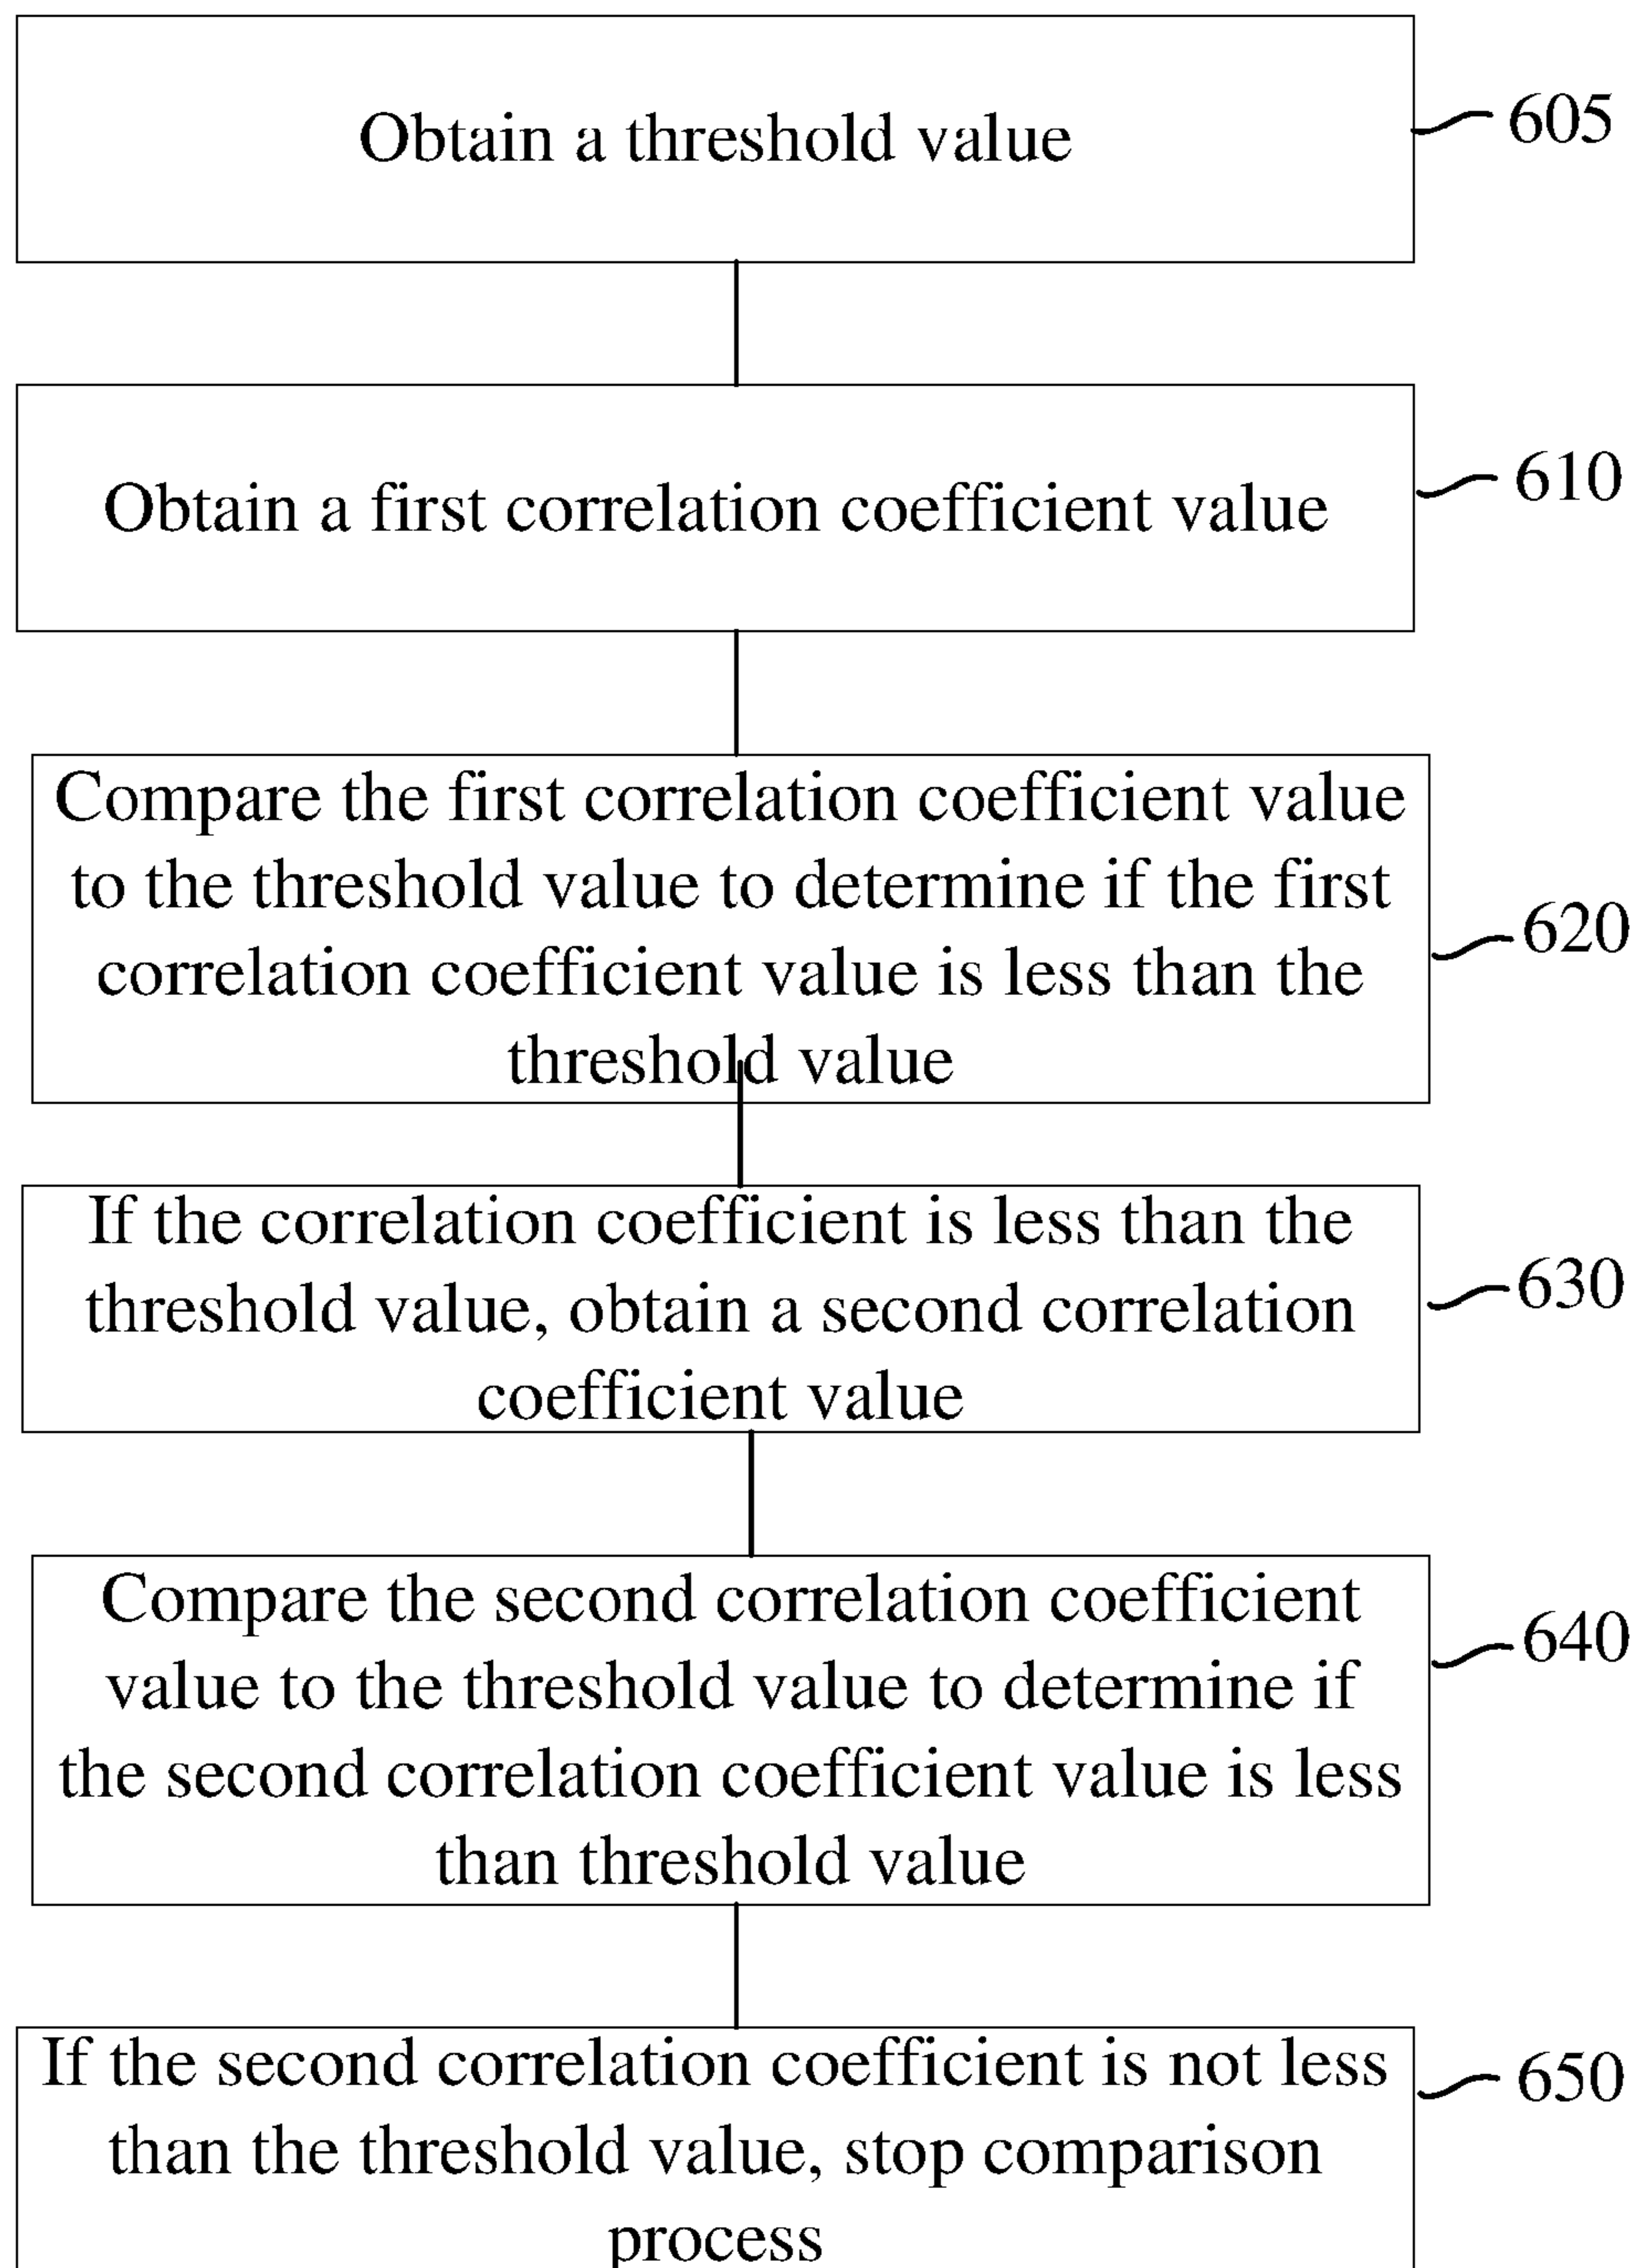 Obtain a threshold value
605
Obtain a first correlation coefficient value
610
Compare the first correlation coefficient value
to the threshold value to determine if the first
correlation coefficient value is less than the
threshold value
620
If the correlation coefficient is less than the
threshold value, obtain a second correlation
coefficient value
630
Compare the second correlation coefficient
value to the threshold value to determine if
the second correlation coefficient value is less
than threshold value
640
If the second correlation coefficient is not less
than the threshold value, stop comparison
process
650